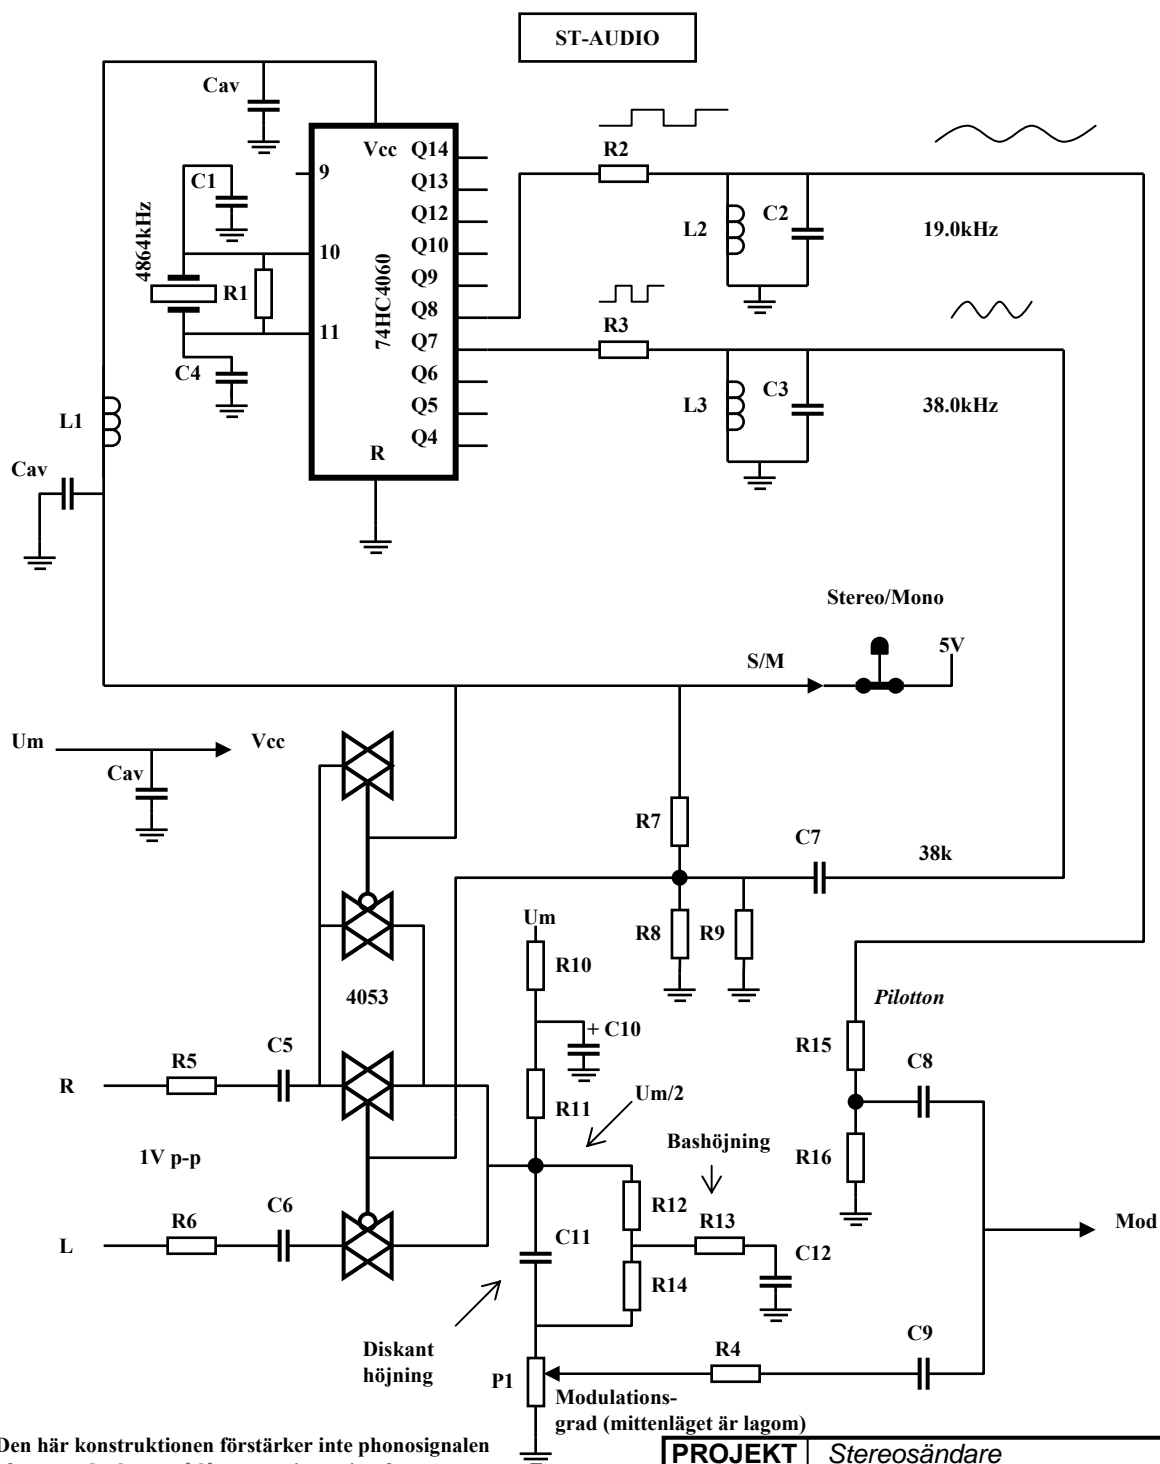 ST-AUDIO
Cav
Vcc
Q14
Q13
Q12
Q10
Q9
Q8
Q7
Q6
Q5
Q4
9
10
11
R
74HC4060
C1
4864kHz
R1
C4
L1
Cav
R2
L2
C2
19.0kHz
R3
L3
C3
38.0kHz
Stereo/Mono
S/M
5V
Um
Vcc
Cav
R7
C7
38k
R8
R9
Um
R10
+ C10
4053
Pilotton
R
R5
C5
R11
Um/2
R15
C8
1V p-p
Bashöjning
R16
L
R6
C6
R12
R13
C11
C12
R14
Mod
Diskant
höjning
P1
R4
C9
Modulations-
grad (mittenläget är lagom)
Den här konstruktionen förstärker inte phonosignalen
PROJEKT
Stereosändare